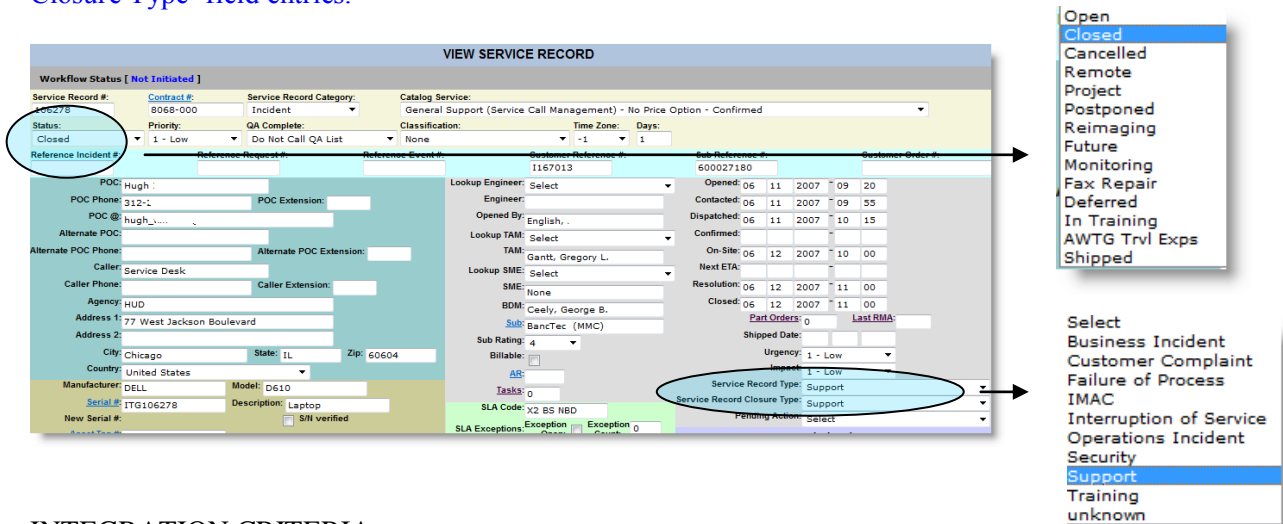 Closure Type" field entries.
VIEW SERVICE RECORD
Workflow Status [ Not Initiated ]
Service Record #: Contract #: Service Record Category: Catalog Service:
106278 8068-000 Incident General Support (Service Call Management) - No Price Option - Confirmed
Status: Priority: QA Complete: Classification: Time Zone: Days:
Closed 1 - Low Do Not Call QA List None -1 1
Reference Incident #: Reference Request #: Reference Event #: Customer Reference #: Sub Reference #: Customer Order #:
I167013 600027180
POC: Hugh Lookup Engineer: Select Opened: 06 11 2007 - 09 20
POC Phone: 312- POC Extension: Engineer: Contacted: 06 11 2007 - 09 55
POC @: hugh_ Opened By: English, . Dispatched: 06 11 2007 - 10 15
Alternate POC: Lookup TAM: Select Confirmed: -
Alternate POC Phone: Alternate POC Extension: TAM: Gantt, Gregory L. On-Site: 06 12 2007 - 10 00
Caller: Service Desk Lookup SME: Select Next ETA: -
Caller Phone: Caller Extension: SME: None Resolution: 06 12 2007 - 11 00
Agency: HUD BDM: Ceely, George B. Closed: 06 12 2007 - 11 00
Address 1: 77 West Jackson Boulevard Sub: BancTec (MMC) Part Orders: 0 Last RMA:
Address 2: Sub Rating: 4 Shipped Date:
City: Chicago State: IL Zip: 60604 Billable: Urgency: 1 - Low
Country: United States AR: Impact: 1 - Low
Manufacturer: DELL Model: D610 Tasks: 0 Service Record Type: Support
Serial #: ITG106278 Description: Laptop SLA Code: X2 BS NBD Service Record Closure Type: Support
New Serial #: S/N verified SLA Exceptions: Exception Open: Exception Count: 0 Pending Action: Select
Asset Tag #:
Open
Closed
Cancelled
Remote
Project
Postponed
Reimaging
Future
Monitoring
Fax Repair
Deferred
In Training
AWTG Trvl Exps
Shipped
Select
Business Incident
Customer Complaint
Failure of Process
IMAC
Interruption of Service
Operations Incident
Security
Support
Training
unknown
INTEGRATION CRITERIA